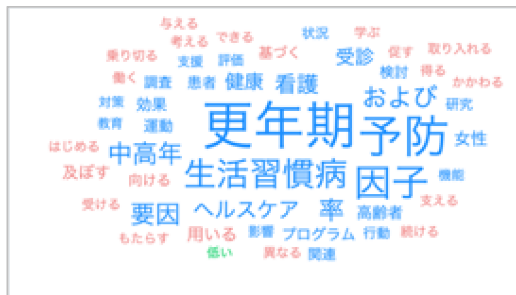 与える
状況 学ぶ
考える できる
乗り切る 支援 評価 基づく 受診 促す 取り入れる
働く 調査 患者 健康 看護 検討 得る かかわる
対策 効果 および 研究
教育 運動 更年期 予防 女性
はじめる 中高年
及ぼす 向ける 生活習慣病 因子 機能
受ける 要因 ヘルスケア 率 高齢者 支える
もたらす 用いる 影響 プログラム 行動 続ける
低い 異なる 関連